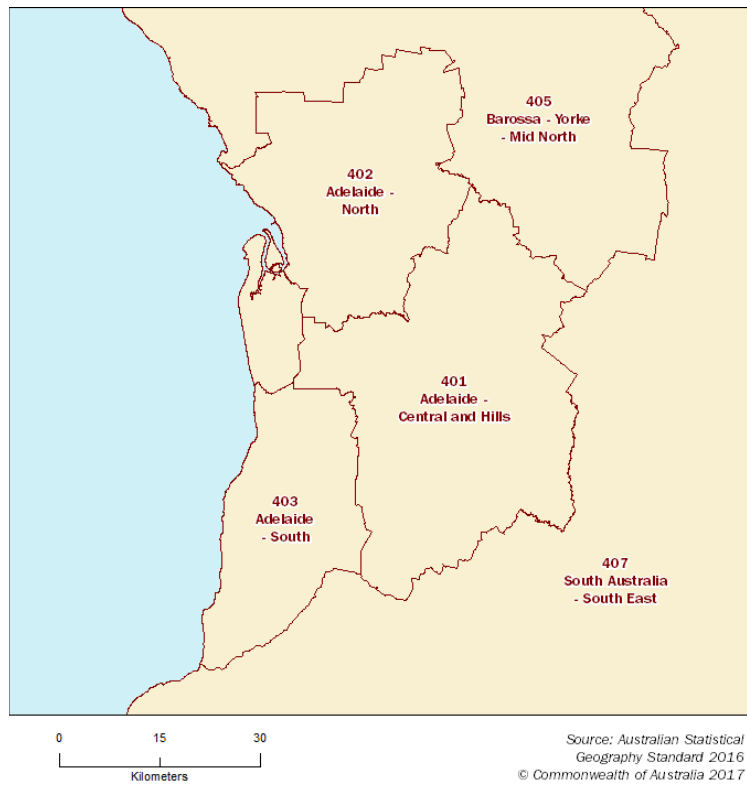 405
Barossa - Yorke
- Mid North
402
Adelaide -
North
401
Adelaide -
Central and Hills
403
Adelaide
- South
407
South Australia
- South East
0 15 30
Kilometers
Source: Australian Statistical
Geography Standard 2016
© Commonwealth of Australia 2017